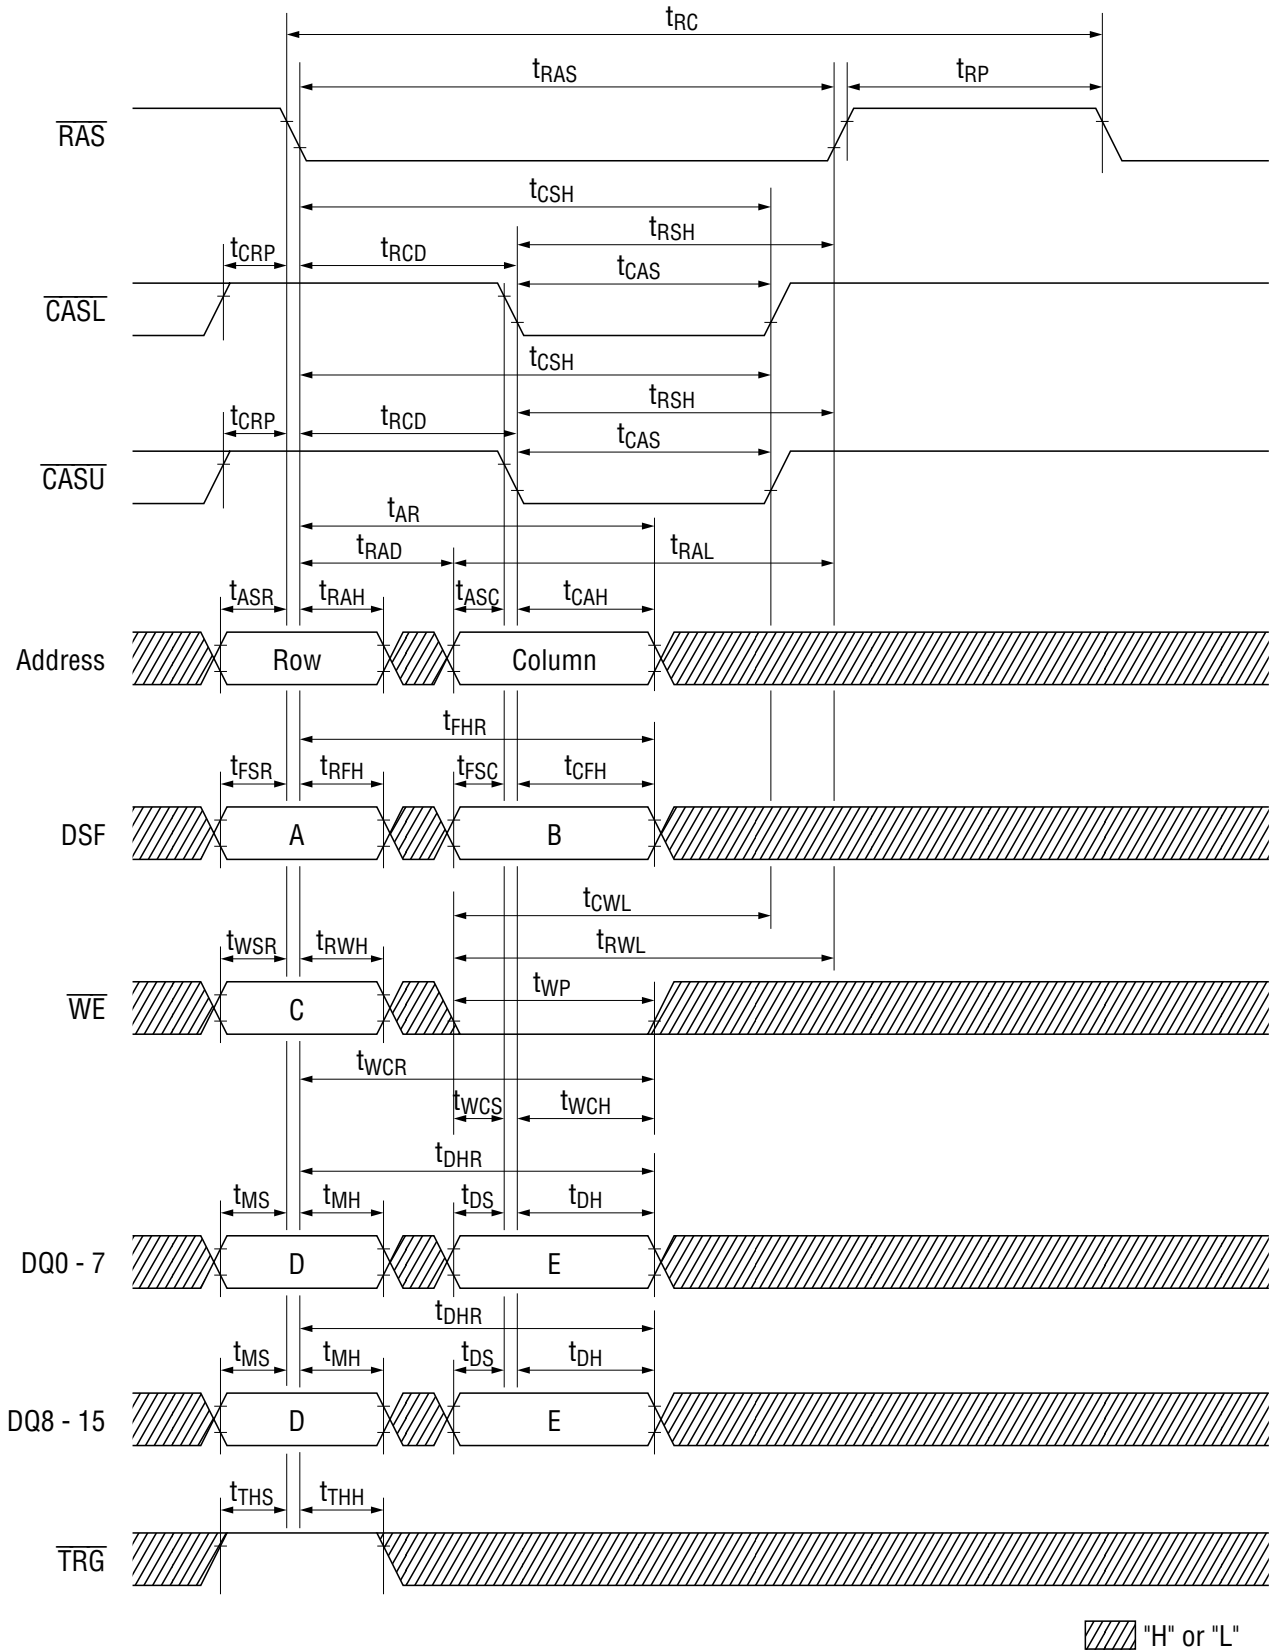 tRC
tRAS
tRP
RAS
tCSH
tRSH
tCRP
tRCD
tCAS
CASL
tCSH
tRSH
tCRP
tRCD
tCAS
CASU
tAR
tRAD
tRAL
tASR
tRAH
tASC
tCAH
Address
Row
Column
tFHR
tFSR
tRFH
tFSC
tCFH
DSF
A
B
tCWL
tWSR
tRWH
tRWL
tWP
WE
C
tWCR
tWCS
tWCH
tDHR
tMS
tMH
tDS
tDH
DQ0 - 7
D
E
tDHR
tMS
tMH
tDS
tDH
DQ8 - 15
D
E
tTHS
tTHH
TRG
"H" or "L"